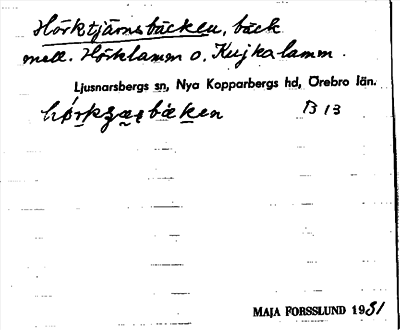 Hörktjärnsbäcken, bäck
mell. Hörklamm o. Kujkalamm.
Ljusnarsbergs sn, Nya Kopparbergs hd, Örebro län.
B 13
MAJA FORSSLUND 1931